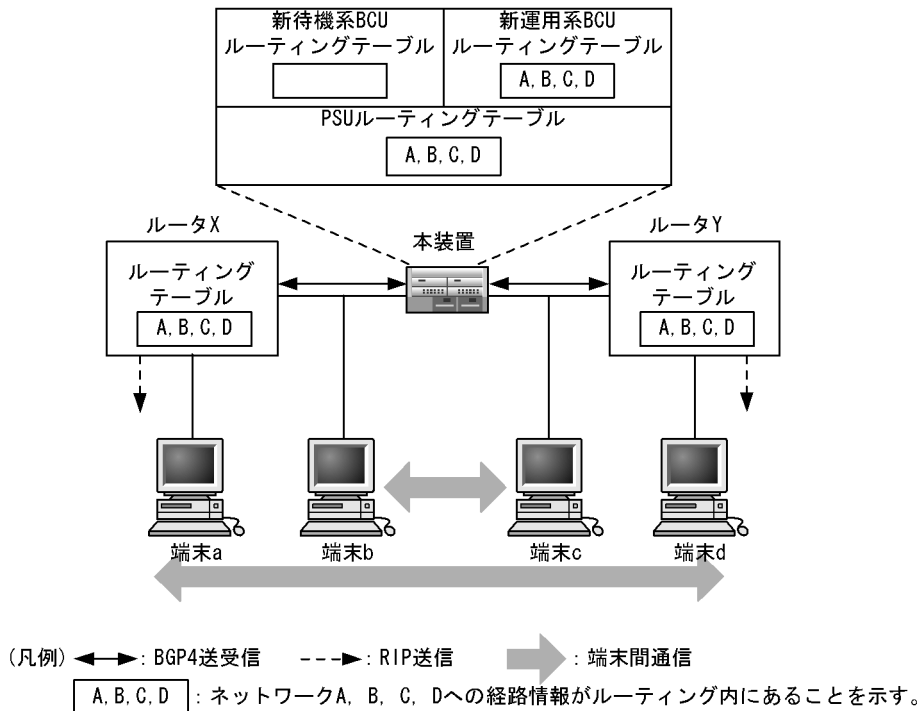 新待機系BCU
ルーティングテーブル
新運用系BCU
ルーティングテーブル
A, B, C, D
PSUルーティングテーブル
A, B, C, D
ルータX
本装置
ルータY
ルーティング
テーブル
A, B, C, D
ルーティング
テーブル
A, B, C, D
端末a
端末b
端末c
端末d
(凡例)
: BGP4送受信
: RIP送信
: 端末間通信
A, B, C, D : ネットワークA, B, C, Dへの経路情報がルーティング内にあることを示す。